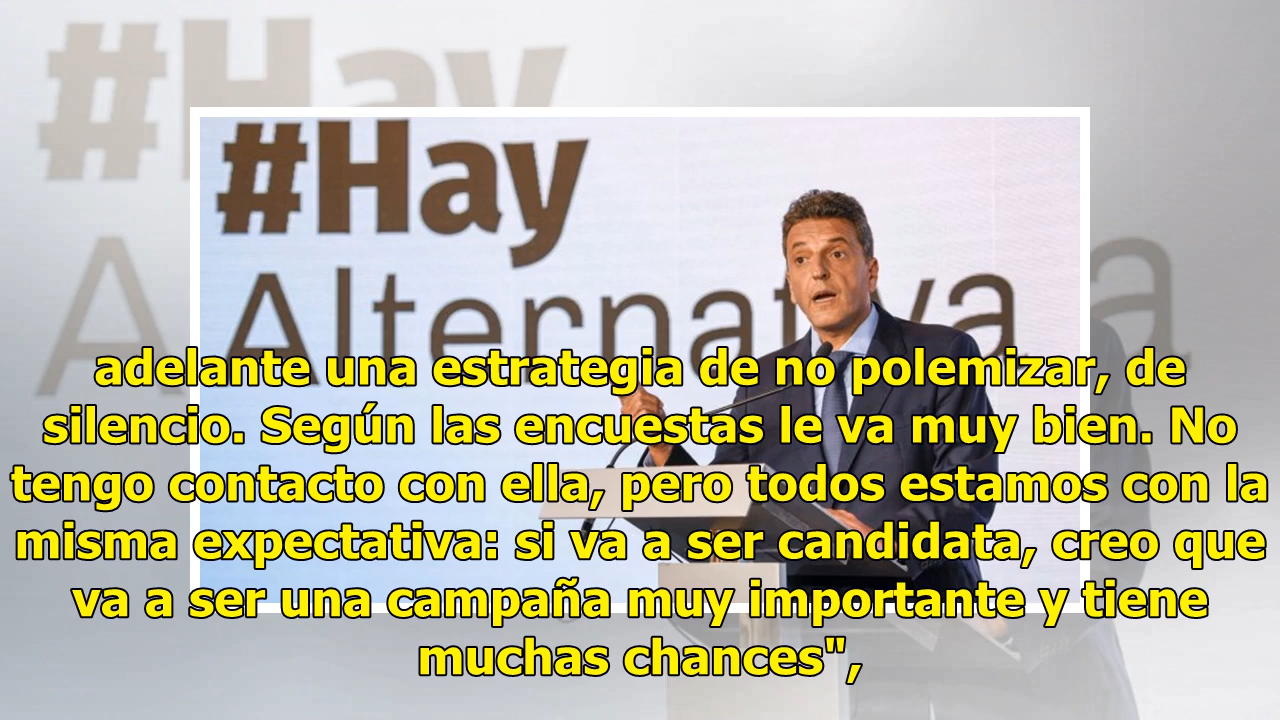 #Hay
Alternativa
adelante una estrategia de no polemizar, de
silencio. Según las encuestas le va muy bien. No
tengo contacto con ella, pero todos estamos con la
misma expectativa: si va a ser candidata, creo que
va a ser una campaña muy importante y tiene
muchas chances",